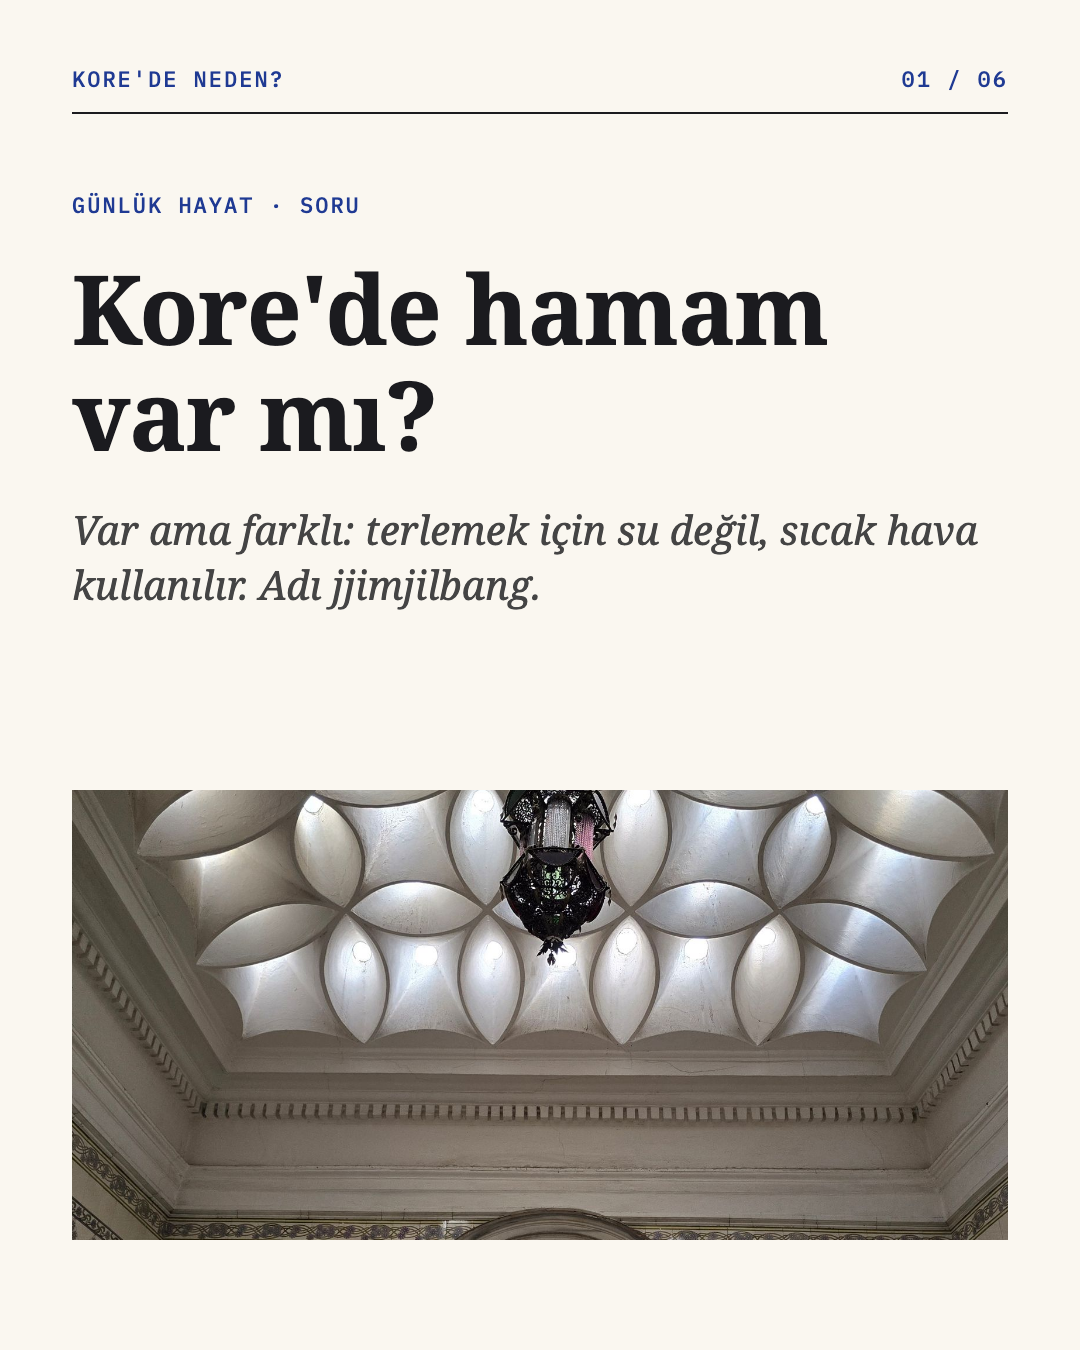 KORE'DE NEDEN?
01 / 06
GÜNLÜK HAYAT · SORU
Kore'de hamam
var mı?
Var ama farklı: terlemek için su değil, sıcak hava
kullanılır. Adı jjimjilbang.